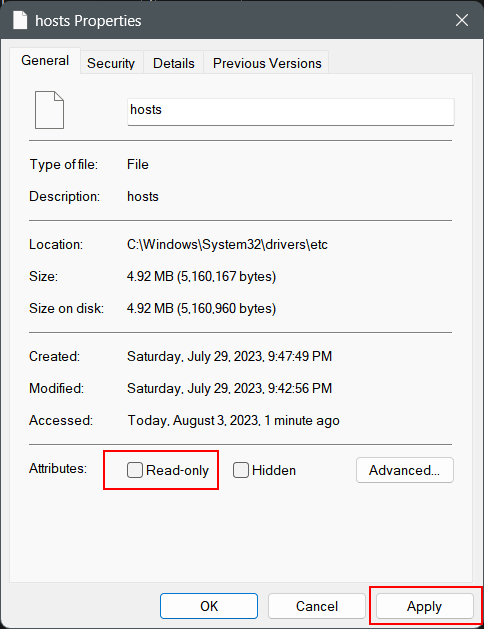 hosts Properties
General Security Details Previous Versions
hosts
Type of file: File
Description: hosts
Location: C:\Windows\System32\drivers\etc
Size: 4.92 MB (5,160,167 bytes)
Size on disk: 4.92 MB (5,160,960 bytes)
Created: Saturday, July 29, 2023, 9:47:49 PM
Modified: Saturday, July 29, 2023, 9:42:56 PM
Accessed: Today, August 3, 2023, 1 minute ago
Attributes: Read-only Hidden Advanced...
OK Cancel Apply